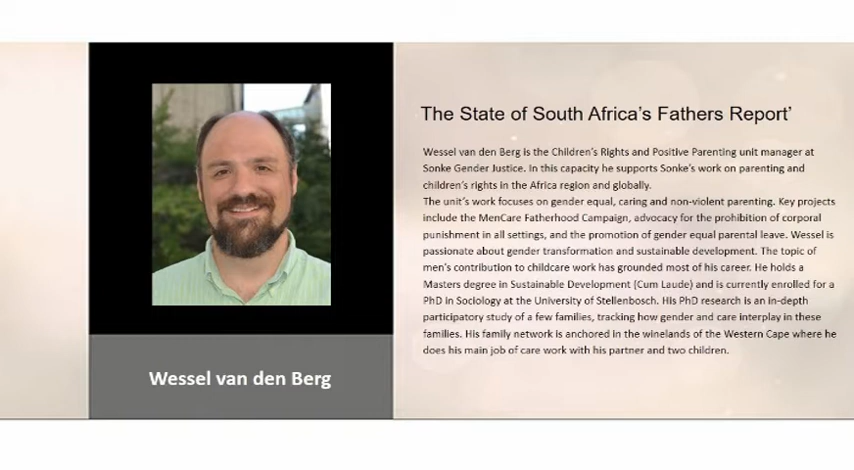 The State of South Africa's Fathers Report'
Wessel van den Berg is the Children's Rights and Positive Parenting unit manager at
Sonke Gender Justice. In this capacity he supports Sonke's work on parenting and
children's rights in the Africa region and globally.
The unit's work focuses on gender equal, caring and non-violent parenting. Key projects
include the MenCare Fatherhood Campaign, advocacy for the prohibition of corporal
punishment in all settings, and the promotion of gender equal parental leave. Wessel is
passionate about gender transformation and sustainable development. The topic of
men's contribution to childcare work has grounded most of his career. He holds a
Masters degree in Sustainable Development (Cum Laude) and is currently enrolled for a
PhD in Sociology at the University of Stellenbosch. His PhD research is an in-depth
participatory study of a few families, tracking how gender and care interplay in these
families. His family network is anchored in the winelands of the Western Cape where he
does his main job of care work with his partner and two children.
Wessel van den Berg